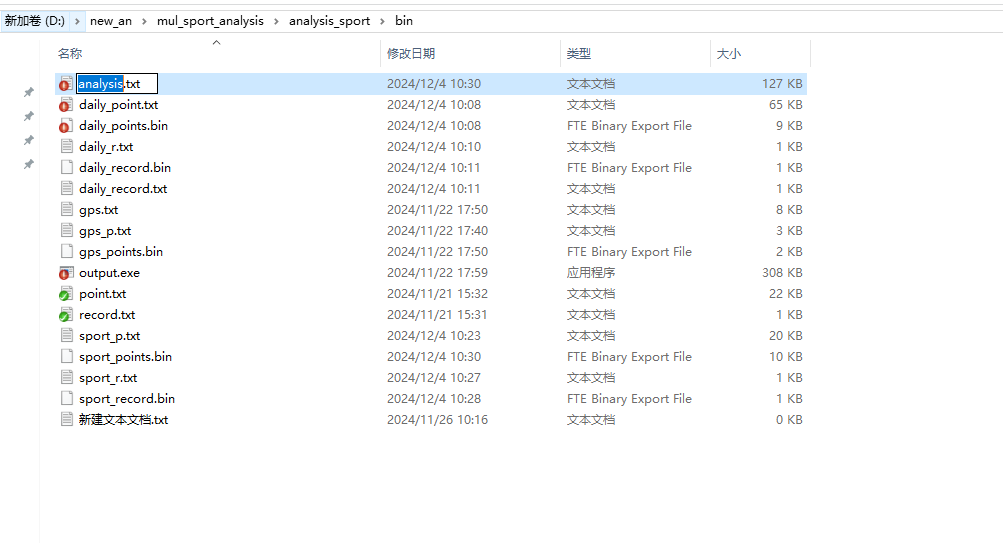 新加卷 (D:) › new_an › mul_sport_analysis › analysis_sport › bin
名称 修改日期 类型 大小
analysis.txt 2024/12/4 10:30 文本文档 127 KB
daily_point.txt 2024/12/4 10:08 文本文档 65 KB
daily_points.bin 2024/12/4 10:08 FTE Binary Export File 9 KB
daily_r.txt 2024/12/4 10:10 文本文档 1 KB
daily_record.bin 2024/12/4 10:11 FTE Binary Export File 1 KB
daily_record.txt 2024/12/4 10:11 文本文档 1 KB
gps.txt 2024/11/22 17:50 文本文档 8 KB
gps_p.txt 2024/11/22 17:40 文本文档 3 KB
gps_points.bin 2024/11/22 17:50 FTE Binary Export File 2 KB
output.exe 2024/11/22 17:59 应用程序 308 KB
point.txt 2024/11/21 15:32 文本文档 22 KB
record.txt 2024/11/21 15:31 文本文档 1 KB
sport_p.txt 2024/12/4 10:23 文本文档 20 KB
sport_points.bin 2024/12/4 10:30 FTE Binary Export File 10 KB
sport_r.txt 2024/12/4 10:27 文本文档 1 KB
sport_record.bin 2024/12/4 10:28 FTE Binary Export File 1 KB
新建文本文档.txt 2024/11/26 10:16 文本文档 0 KB